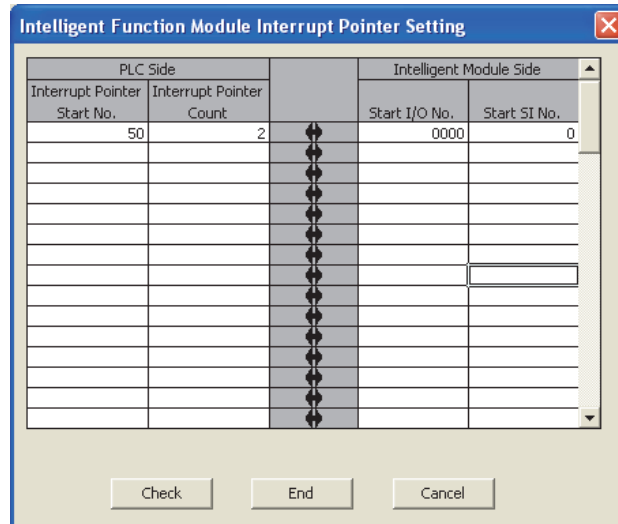 Intelligent Function Module Interrupt Pointer Setting
PLC Side Intelligent Module Side
Interrupt Pointer Interrupt Pointer
Start No. Count Start I/O No. Start SI No.
50 2 0000 0
Check End Cancel